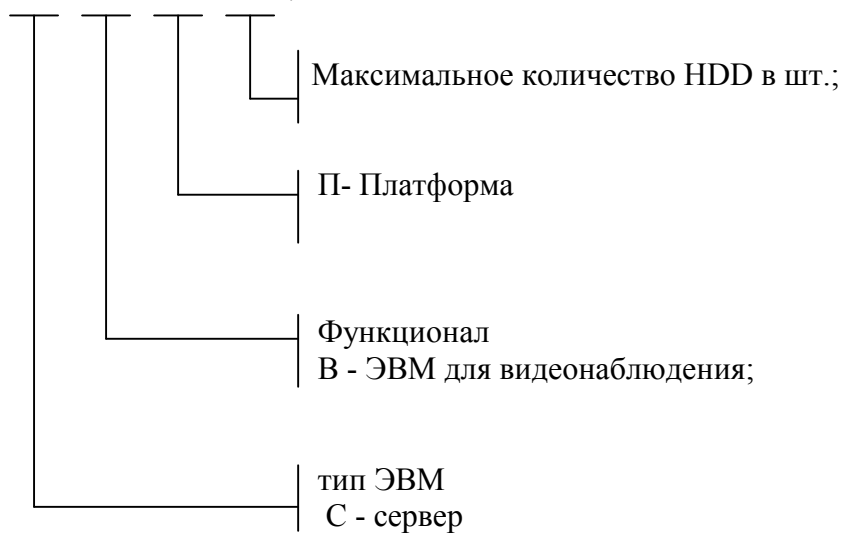 Максимальное количество HDD в шт.;
П- Платформа
Функционал
В - ЭВМ для видеонаблюдения;
тип ЭВМ
С - сервер